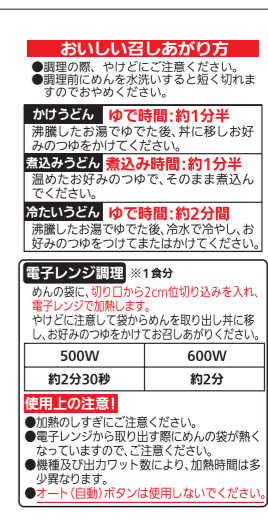 おいしい召しあがり方
●調理の際、やけどにご注意ください。
●調理前にめんを水洗いすると短く切れま
すのでおやめください。
かけうどん ゆで時間:約1分半
沸騰したお湯でゆでた後、丼に移しお好
みのつゆをかけてください。
煮込みうどん 煮込み時間:約1分半
温めたお好みのつゆで、そのまま煮込ん
でください。
冷たいうどん ゆで時間:約2分間
沸騰したお湯でゆでた後、冷水で冷やし、お
好みのつゆをつけてまたはかけてください。
電子レンジ調理 ※1食分
めんの袋に、切り口から2cm位切り込みを入れ、
電子レンジで加熱します。
やけどに注意して袋からめんを取り出し丼に移
し、お好みのつゆをかけてお召しあがりください。
500W 600W
約2分30秒 約2分
使用上の注意!
●加熱のしすぎにご注意ください。
●電子レンジから取り出す際にめんの袋が熱く
なっていますので、ご注意ください。
●機種及び出力ワット数により、加熱時間は多
少異なります。
●オート(自動)ボタンは使用しないでください。